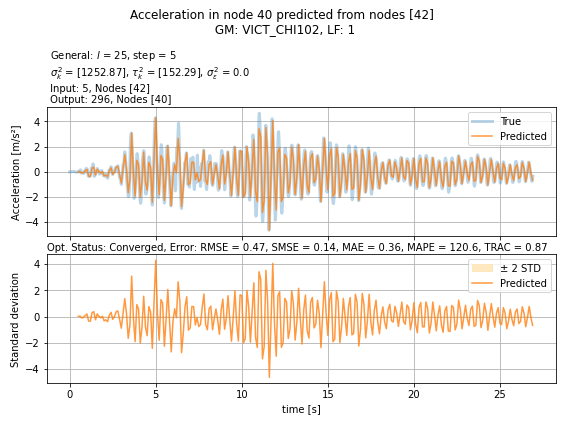 Acceleration in node 40 predicted from nodes [42]
GM: VICT_CHI102, LF: 1
General: l = 25, step = 5
σ²ₖ = [1252.87], τ²ₖ = [152.29], σ²ε = 0.0
Input: 5, Nodes [42]
Output: 296, Nodes [40]
Acceleration [m/s²]
4
2
0
−2
−4
True
Predicted
Opt. Status: Converged, Error: RMSE = 0.47, SMSE = 0.14, MAE = 0.36, MAPE = 120.6, TRAC = 0.87
Standard deviation
4
2
0
−2
−4
± 2 STD
Predicted
0 5 10 15 20 25
time [s]